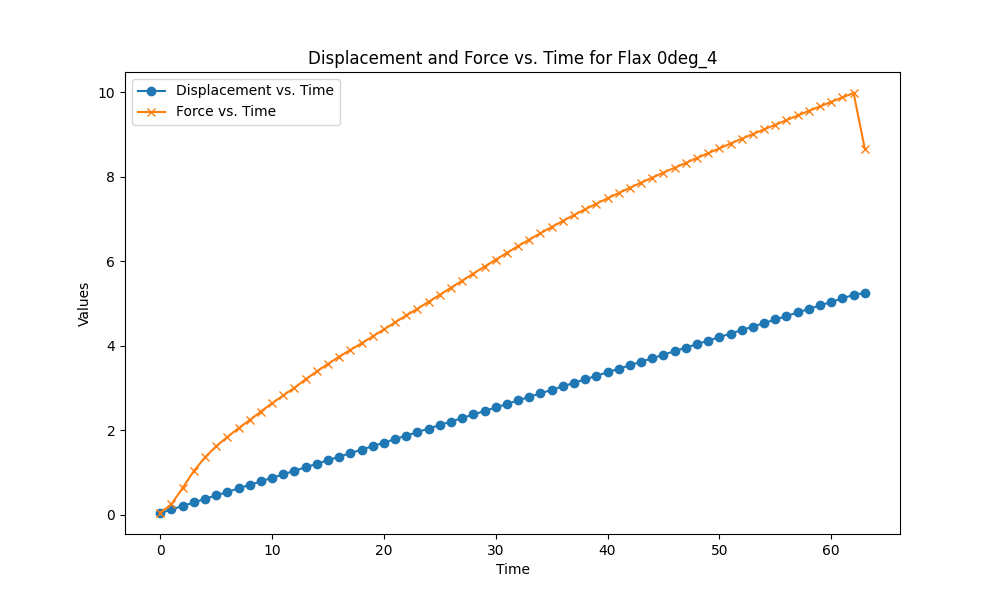 Displacement and Force vs. Time for Flax 0deg_4
Displacement vs. Time
Force vs. Time
10
8
6
4
2
0
Values
0 10 20 30 40 50 60
Time